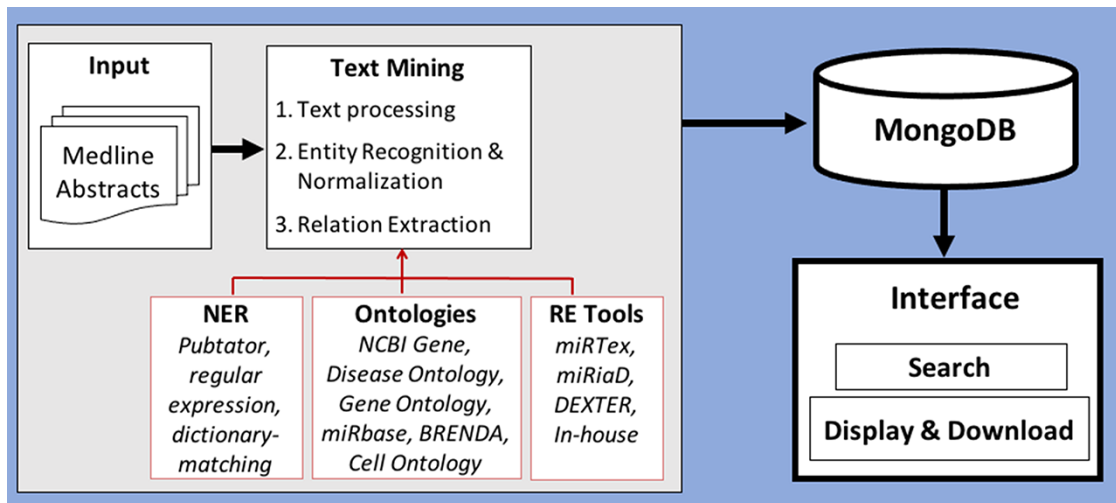 Input
Medline
Abstracts
Text Mining
1. Text processing
2. Entity Recognition &
Normalization
3. Relation Extraction
NER
Pubtator,
regular
expression,
dictionary-
matching
Ontologies
NCBI Gene,
Disease Ontology,
Gene Ontology,
miRbase, BRENDA,
Cell Ontology
RE Tools
miRTex,
miRiaD,
DEXTER,
In-house
MongoDB
Interface
Search
Display & Download